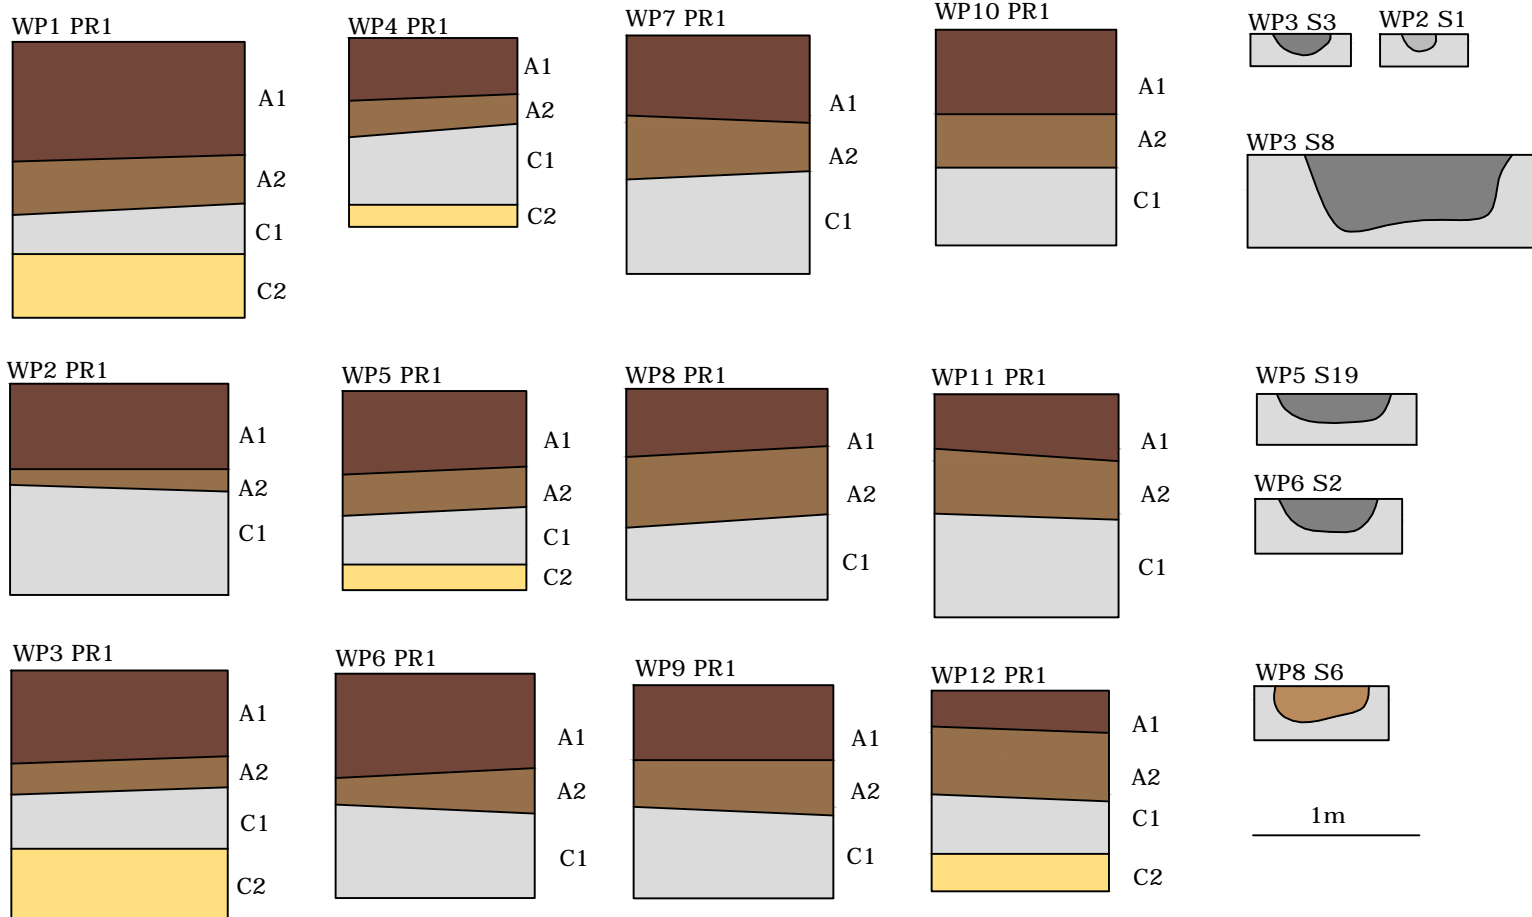 WP1 PR1
A1
A2
C1
C2
WP4 PR1
A1
A2
C1
C2
WP7 PR1
A1
A2
C1
WP10 PR1
A1
A2
C1
WP3 S3
WP2 S1
WP3 S8
WP2 PR1
A1
A2
C1
WP5 PR1
A1
A2
C1
C2
WP8 PR1
A1
A2
C1
WP11 PR1
A1
A2
C1
WP5 S19
WP6 S2
WP3 PR1
A1
A2
C1
C2
WP6 PR1
A1
A2
C1
WP9 PR1
A1
A2
C1
WP12 PR1
A1
A2
C1
C2
WP8 S6
1m